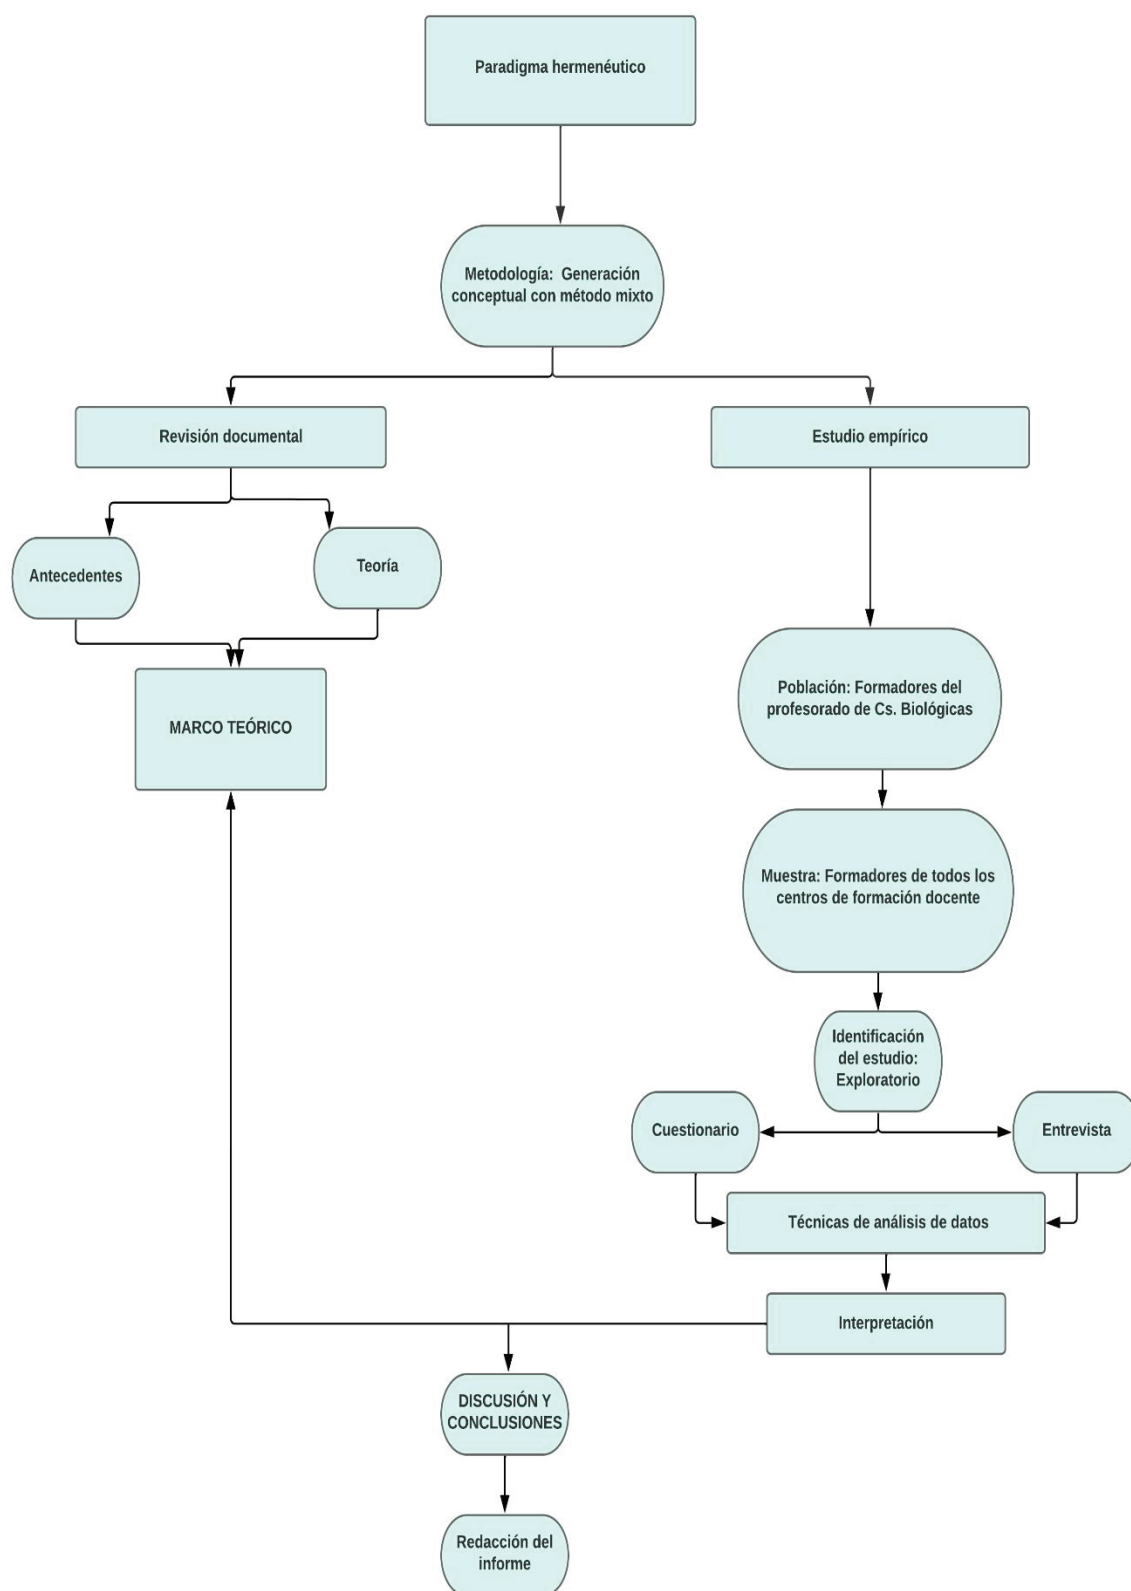 Paradigma hermenéutico
Metodología: Generación
conceptual con método mixto
Revisión documental
Estudio empírico
Antecedentes
Teoría
MARCO TEÓRICO
Población: Formadores del
profesorado de Cs. Biológicas
Muestra: Formadores de todos los
centros de formación docente
Identificación
del estudio:
Exploratorio
Cuestionario
Entrevista
Técnicas de análisis de datos
Interpretación
DISCUSIÓN Y
CONCLUSIONES
Redacción del
informe